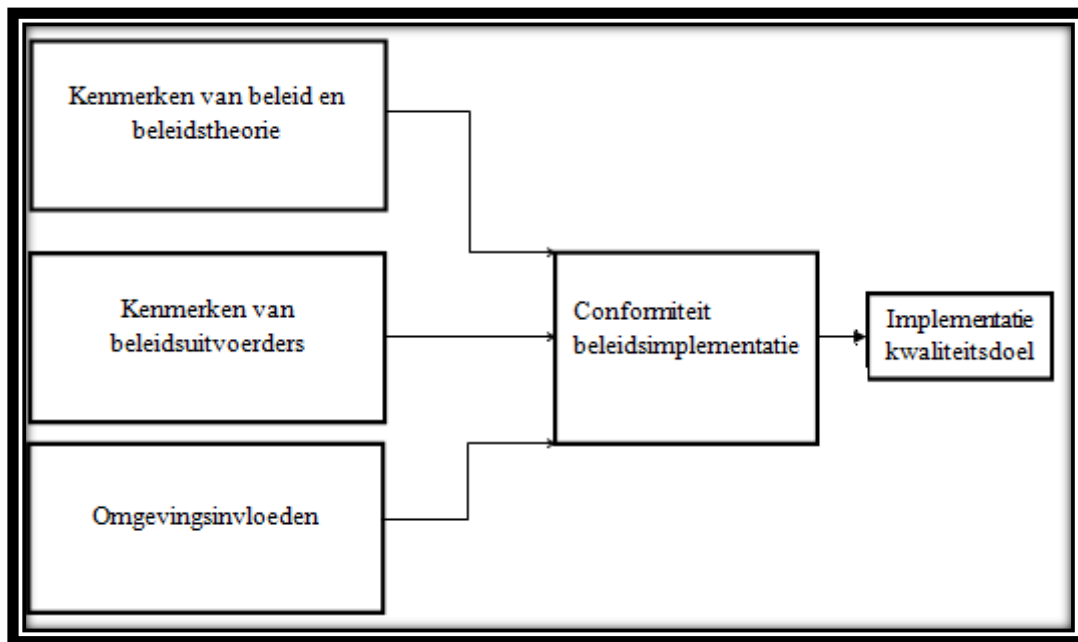 Kenmerken van beleid en
beleidstheorie
Kenmerken van
beleidsuitvoerders
Omgevingsinvloeden
Conformiteit
beleidsimplementatie
Implementatie
kwaliteitsdoel